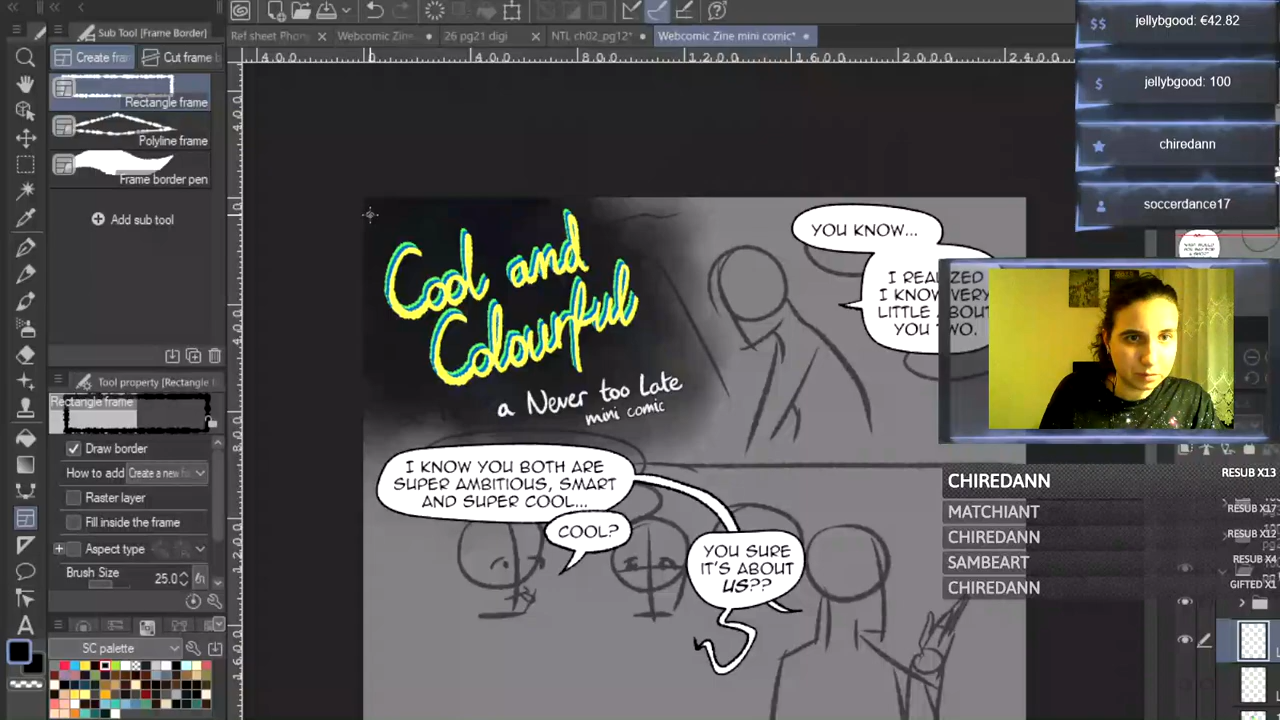 Sub Tool [Frame Border]
Create fra
Cut frame b
Rectangle frame
Polyline frame
Frame border pen
Add sub tool
Tool property [Rectangle
Rectangle frame
Draw border
How to add Create a new f
Raster layer
Fill inside the frame
Aspect type
Brush Size 25.0
SC palette
Ref sheet Phon
Webcomic Zine
26 pg21 digi
NTL ch02_pg12*
Webcomic Zine mini comic*
Cool and
Colourful
a Never too Late
mini comic
YOU KNOW...
I REALIZED
I KNOW VERY
LITTLE ABOUT
YOU TWO.
I KNOW YOU BOTH ARE
SUPER AMBITIOUS, SMART
AND SUPER COOL...
COOL?
YOU SURE
IT'S ABOUT
US??
jellybgood: €42.82
jellybgood: 100
chiredann
soccerdance17
CHIREDANN RESUB X13
MATCHIANT RESUB X17
CHIREDANN RESUB X12
SAMBEART RESUB X4
CHIREDANN GIFTED X1